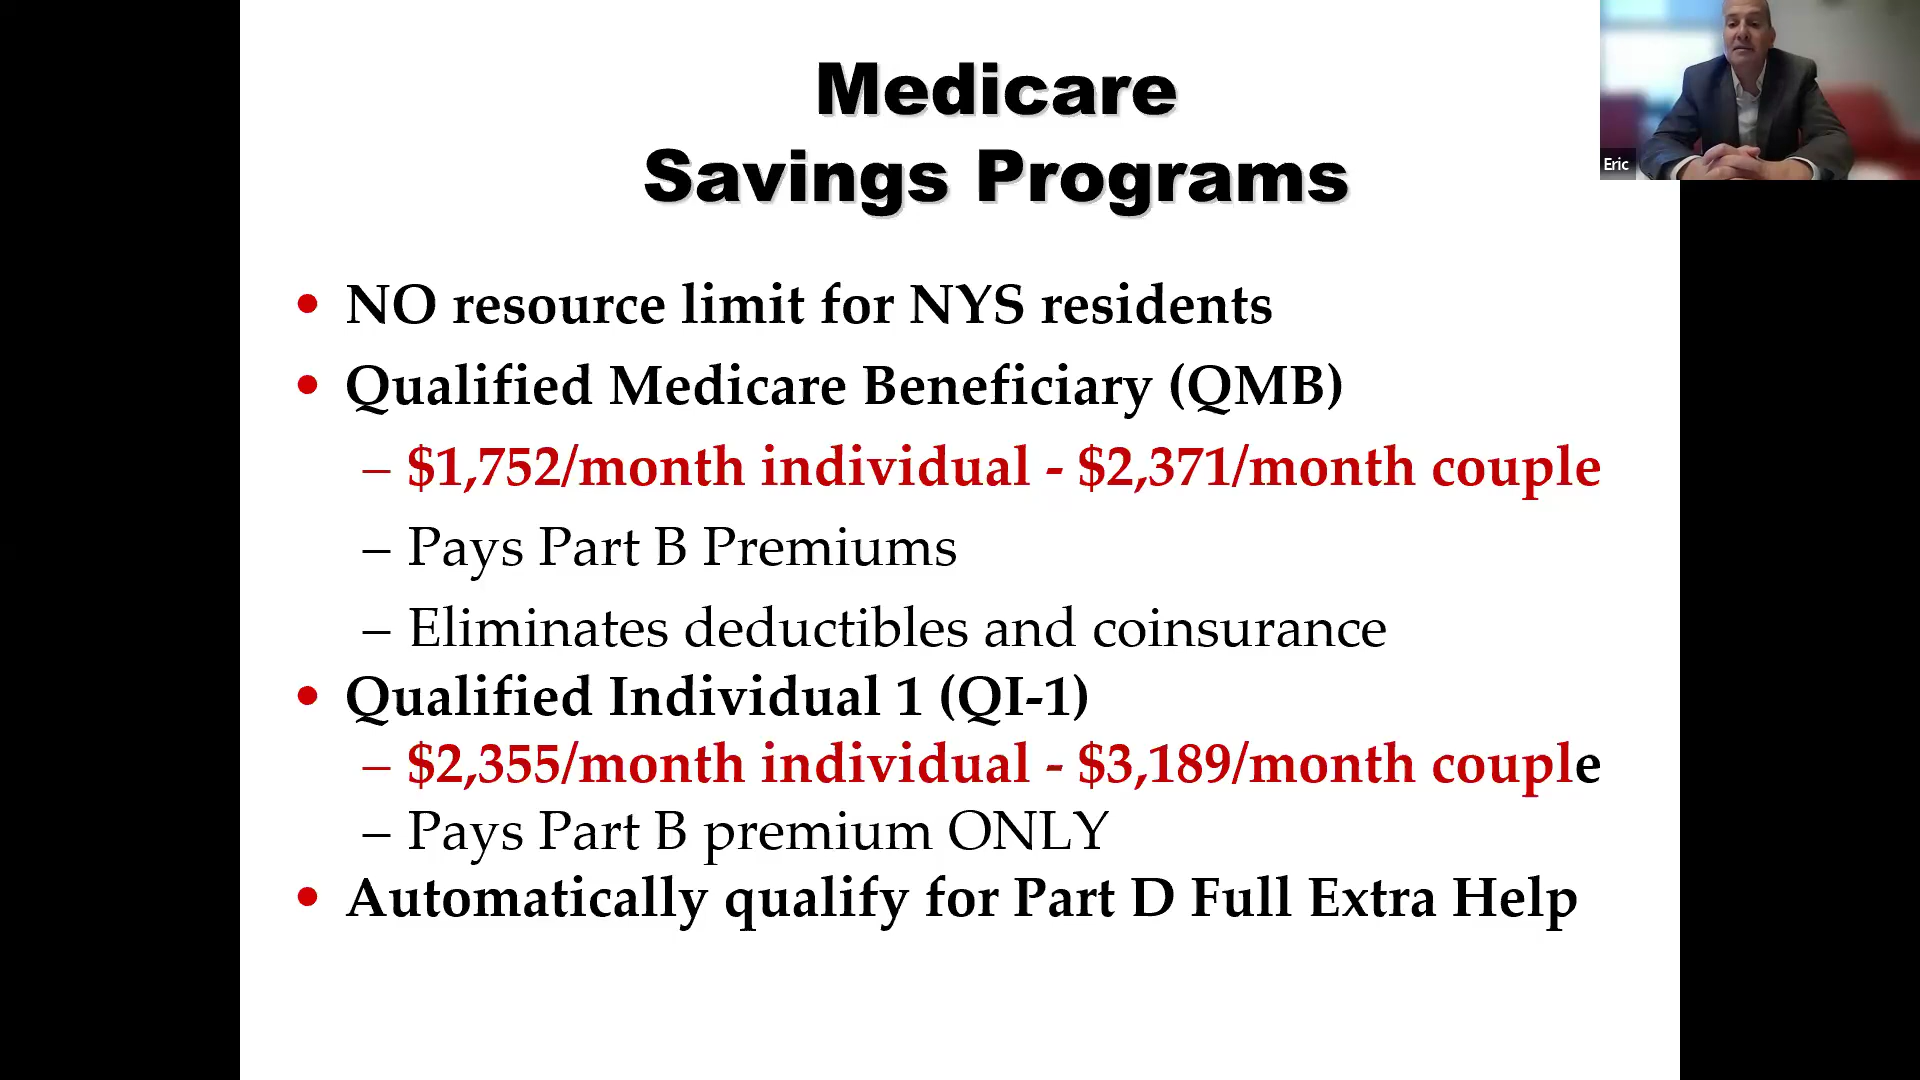 Medicare
Savings Programs
Eric
• NO resource limit for NYS residents
• Qualified Medicare Beneficiary (QMB)
– $1,752/month individual - $2,371/month couple
– Pays Part B Premiums
– Eliminates deductibles and coinsurance
• Qualified Individual 1 (QI-1)
– $2,355/month individual - $3,189/month couple
– Pays Part B premium ONLY
• Automatically qualify for Part D Full Extra Help